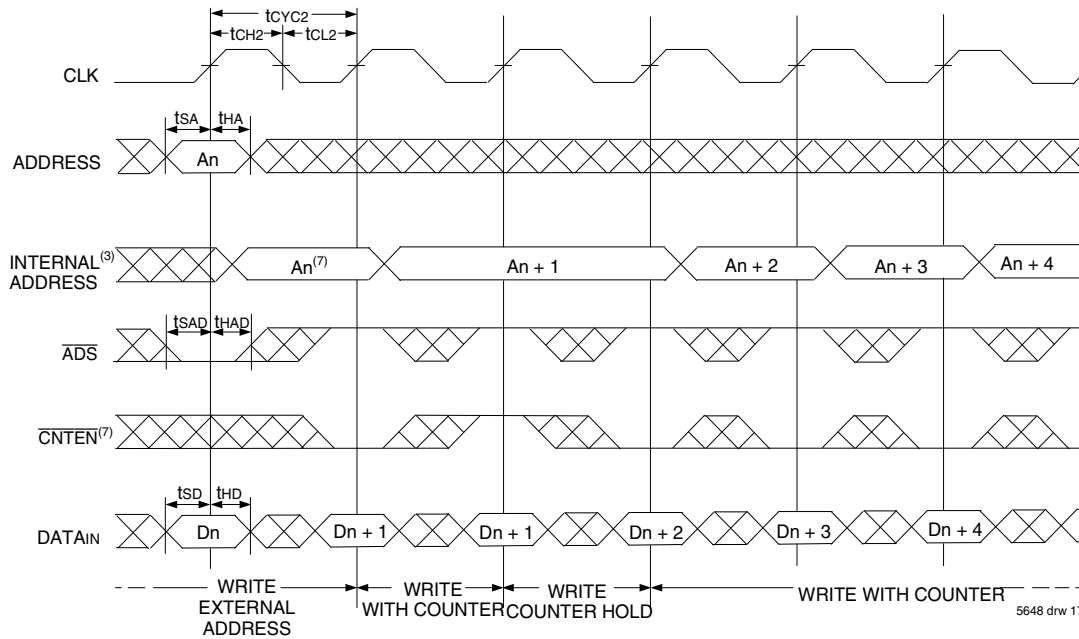 tCYC2
tCH2 tCL2
CLK
tSA tHA
ADDRESS An
INTERNAL(3)
ADDRESS
An(7) An + 1 An + 2 An + 3 An + 4
tSAD tHAD
ADS
CNTEN(7)
tSD tHD
DATAIN Dn Dn + 1 Dn + 1 Dn + 2 Dn + 3 Dn + 4
WRITE
EXTERNAL
ADDRESS
WRITE
WITH COUNTER
WRITE
COUNTER HOLD
WRITE WITH COUNTER
5648 drw 17